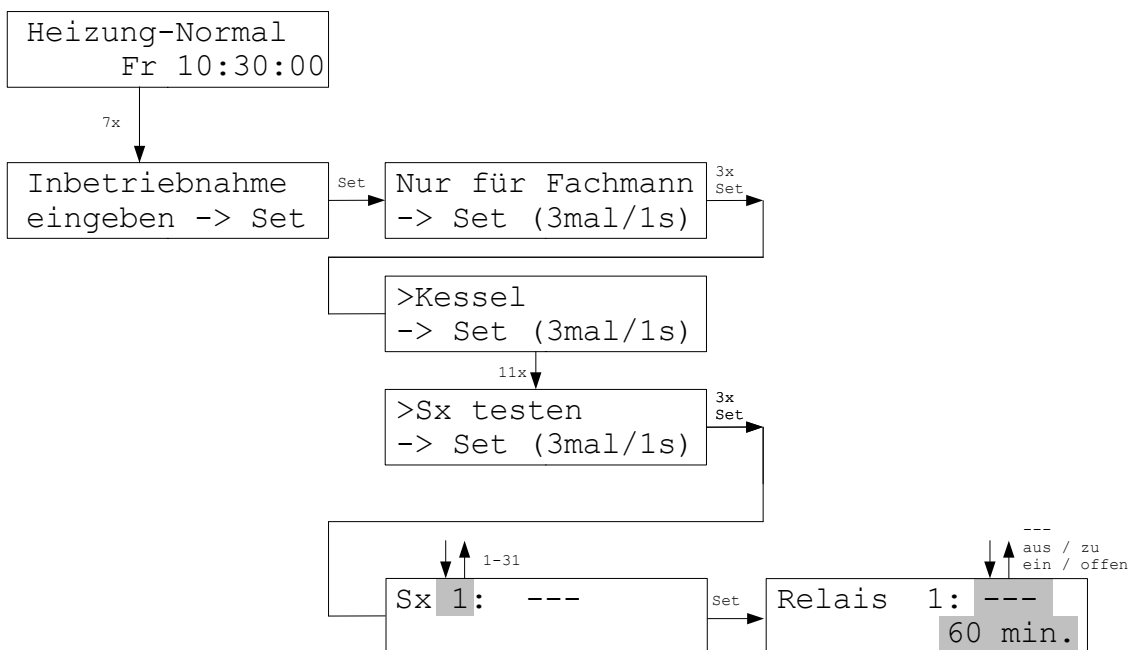 Heizung-Normal
Fr 10:30:00
7x
Inbetriebnahme
eingeben -> Set
Set
Nur für Fachmann
-> Set (3mal/1s)
3x
Set
>Kessel
-> Set (3mal/1s)
11x
>Sx testen
-> Set (3mal/1s)
3x
Set
1-31
Sx 1: ---
Set
---
aus / zu
ein / offen
Relais 1: ---
60 min.